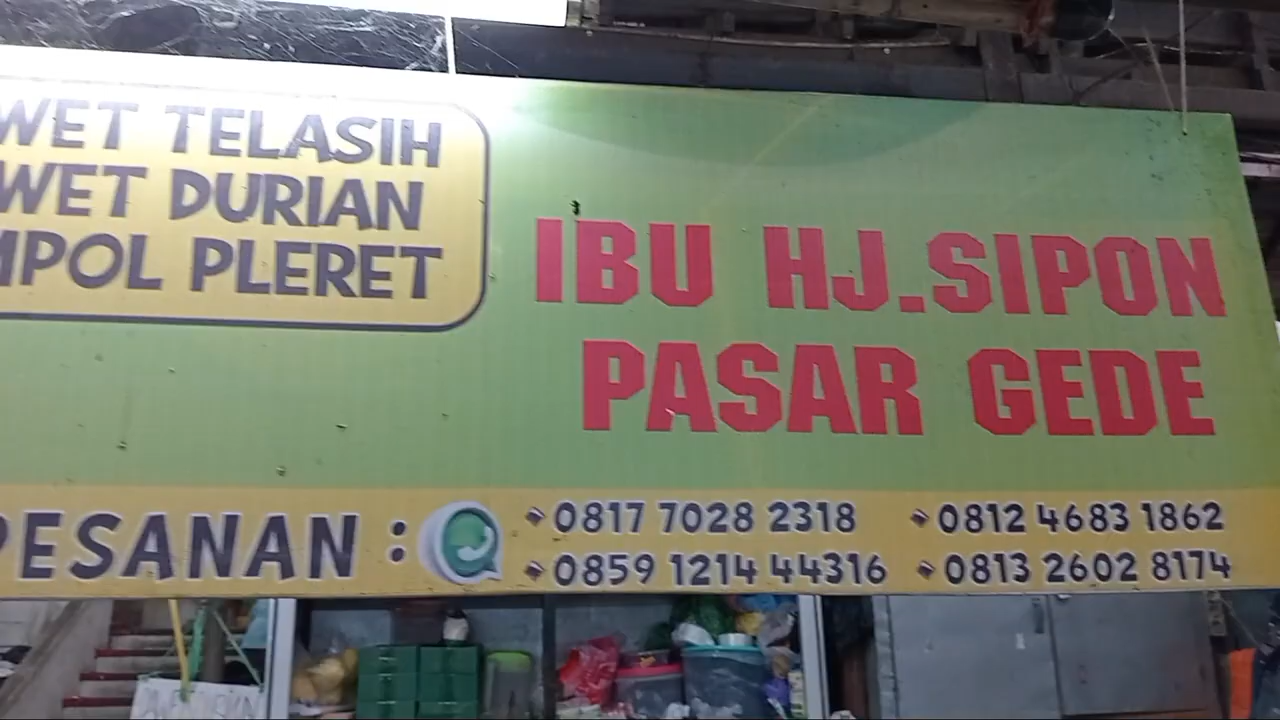 WET TELASIH
WET DURIAN
MPOL PLERET
IBU HJ.SIPON
PASAR GEDE
PESANAN :
0817 7028 2318
0812 4683 1862
0859 1214 44316
0813 2602 8174